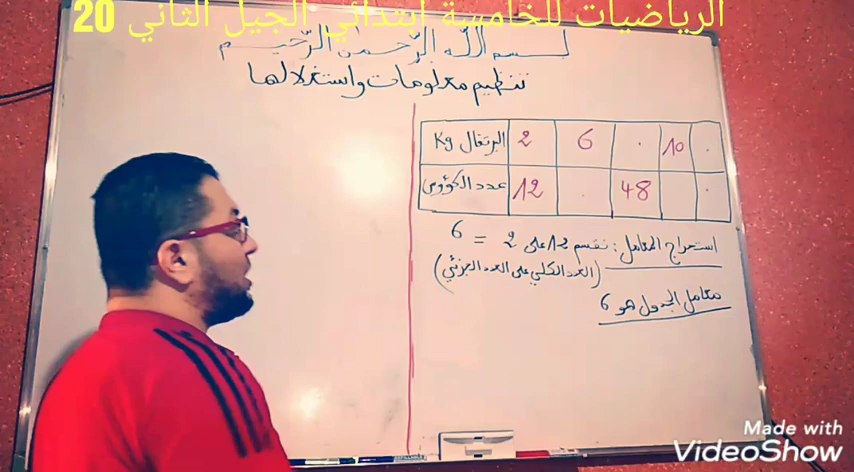 الرياضيات للخامسة ابتدائي الجيل الثاني 20
بسم الله الرحمن الرحيم
تنظيم معلومات واستغلالها
البرتقال Kg 2 6 . 10 .
عدد الكؤوس 12 . 48 .
استخراج المعامل: نقسم 12 على 2 = 6
(العدد الكلي على العدد الجزئي)
معامل الجدول هو 6
Made with
VideoShow